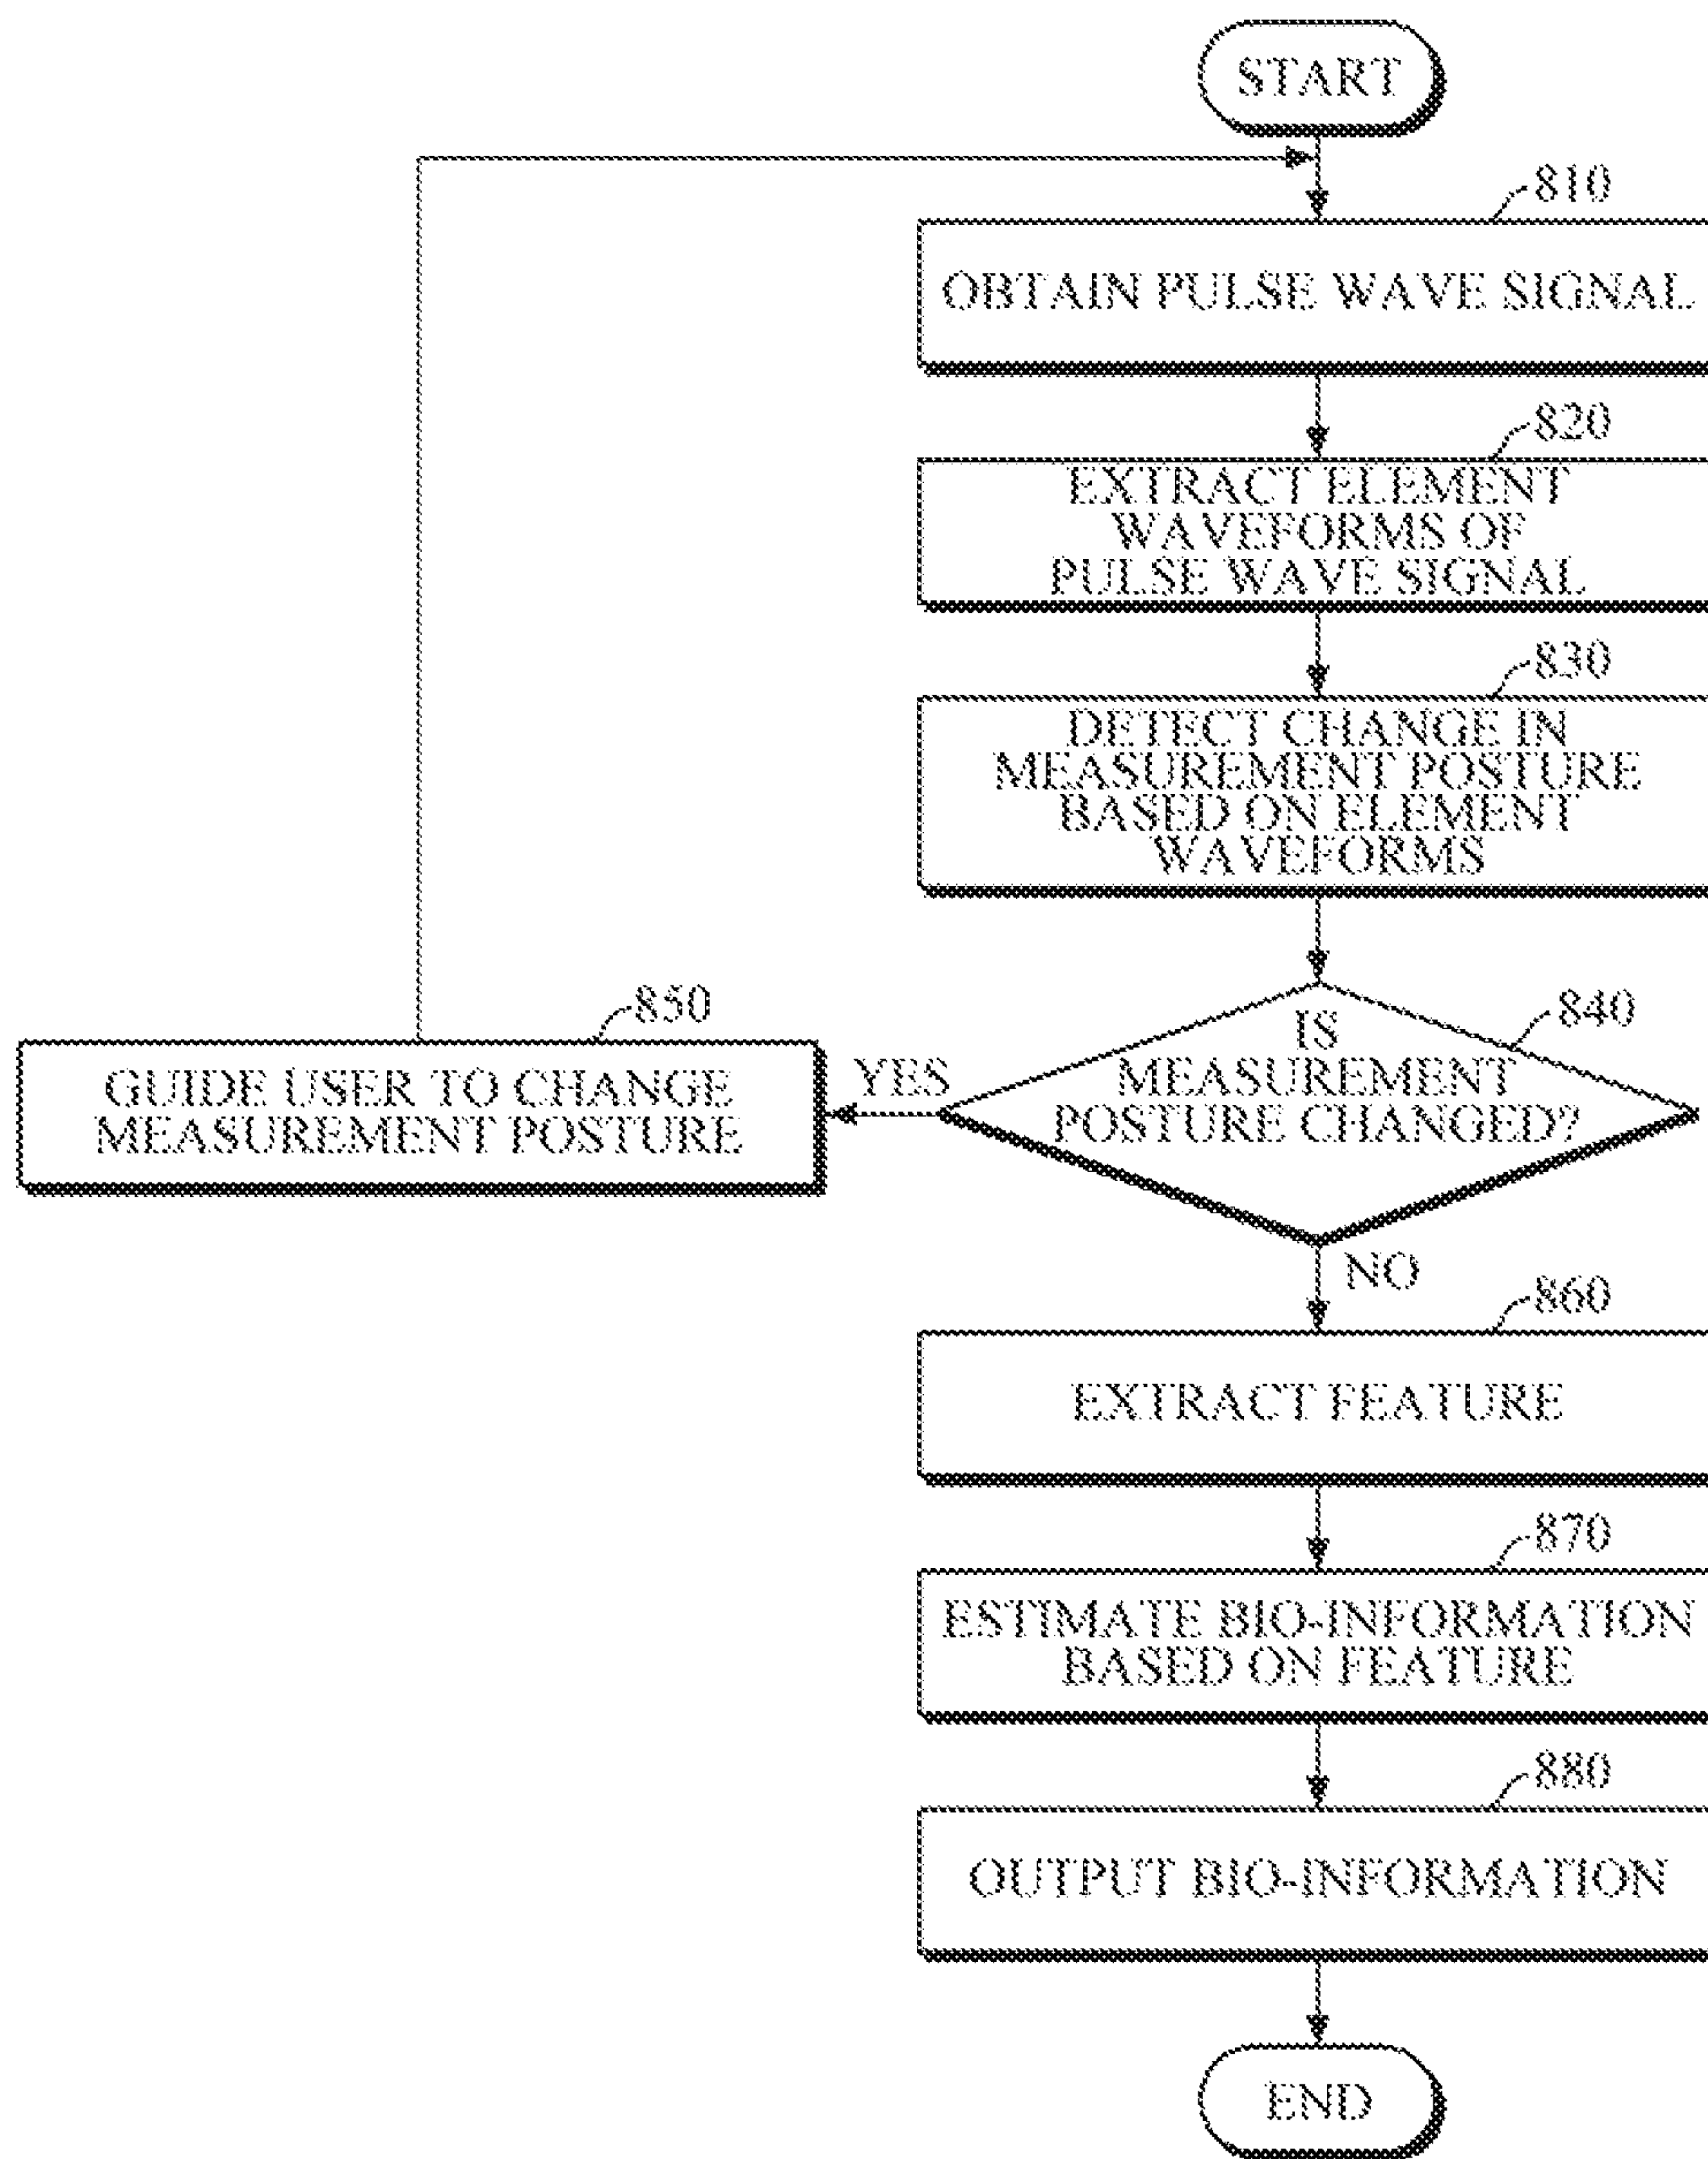 START
810
OBTAIN PULSE WAVE SIGNAL
820
EXTRACT ELEMENT
WAVEFORMS OF
PULSE WAVE SIGNAL
830
DETECT CHANGE IN
MEASUREMENT POSTURE
BASED ON ELEMENT
WAVEFORMS
840
IS
MEASUREMENT
POSTURE CHANGED?
YES
850
GUIDE USER TO CHANGE
MEASUREMENT POSTURE
NO
860
EXTRACT FEATURE
870
ESTIMATE BIO-INFORMATION
BASED ON FEATURE
880
OUTPUT BIO-INFORMATION
END